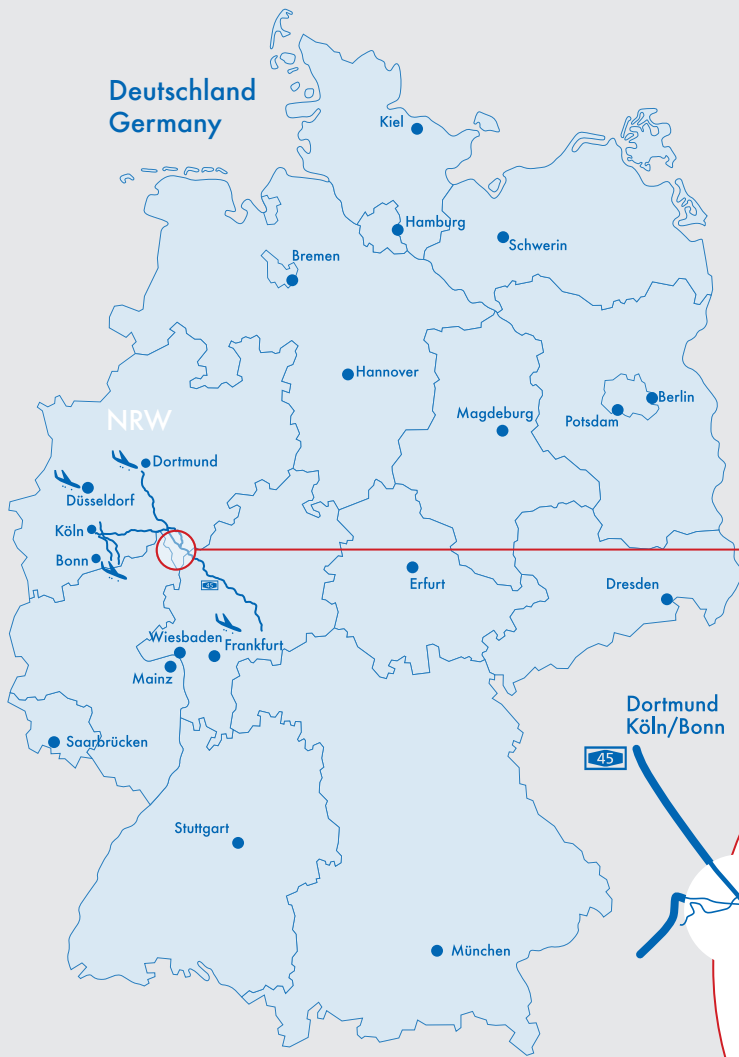 Deutschland
Germany
Kiel
Hamburg
Schwerin
Bremen
Hannover
Berlin
Magdeburg
Potsdam
NRW
Dortmund
Düsseldorf
Köln
Bonn
45
Erfurt
Dresden
Wiesbaden
Frankfurt
Mainz
Dortmund
Köln/Bonn
45
Saarbrücken
Stuttgart
München